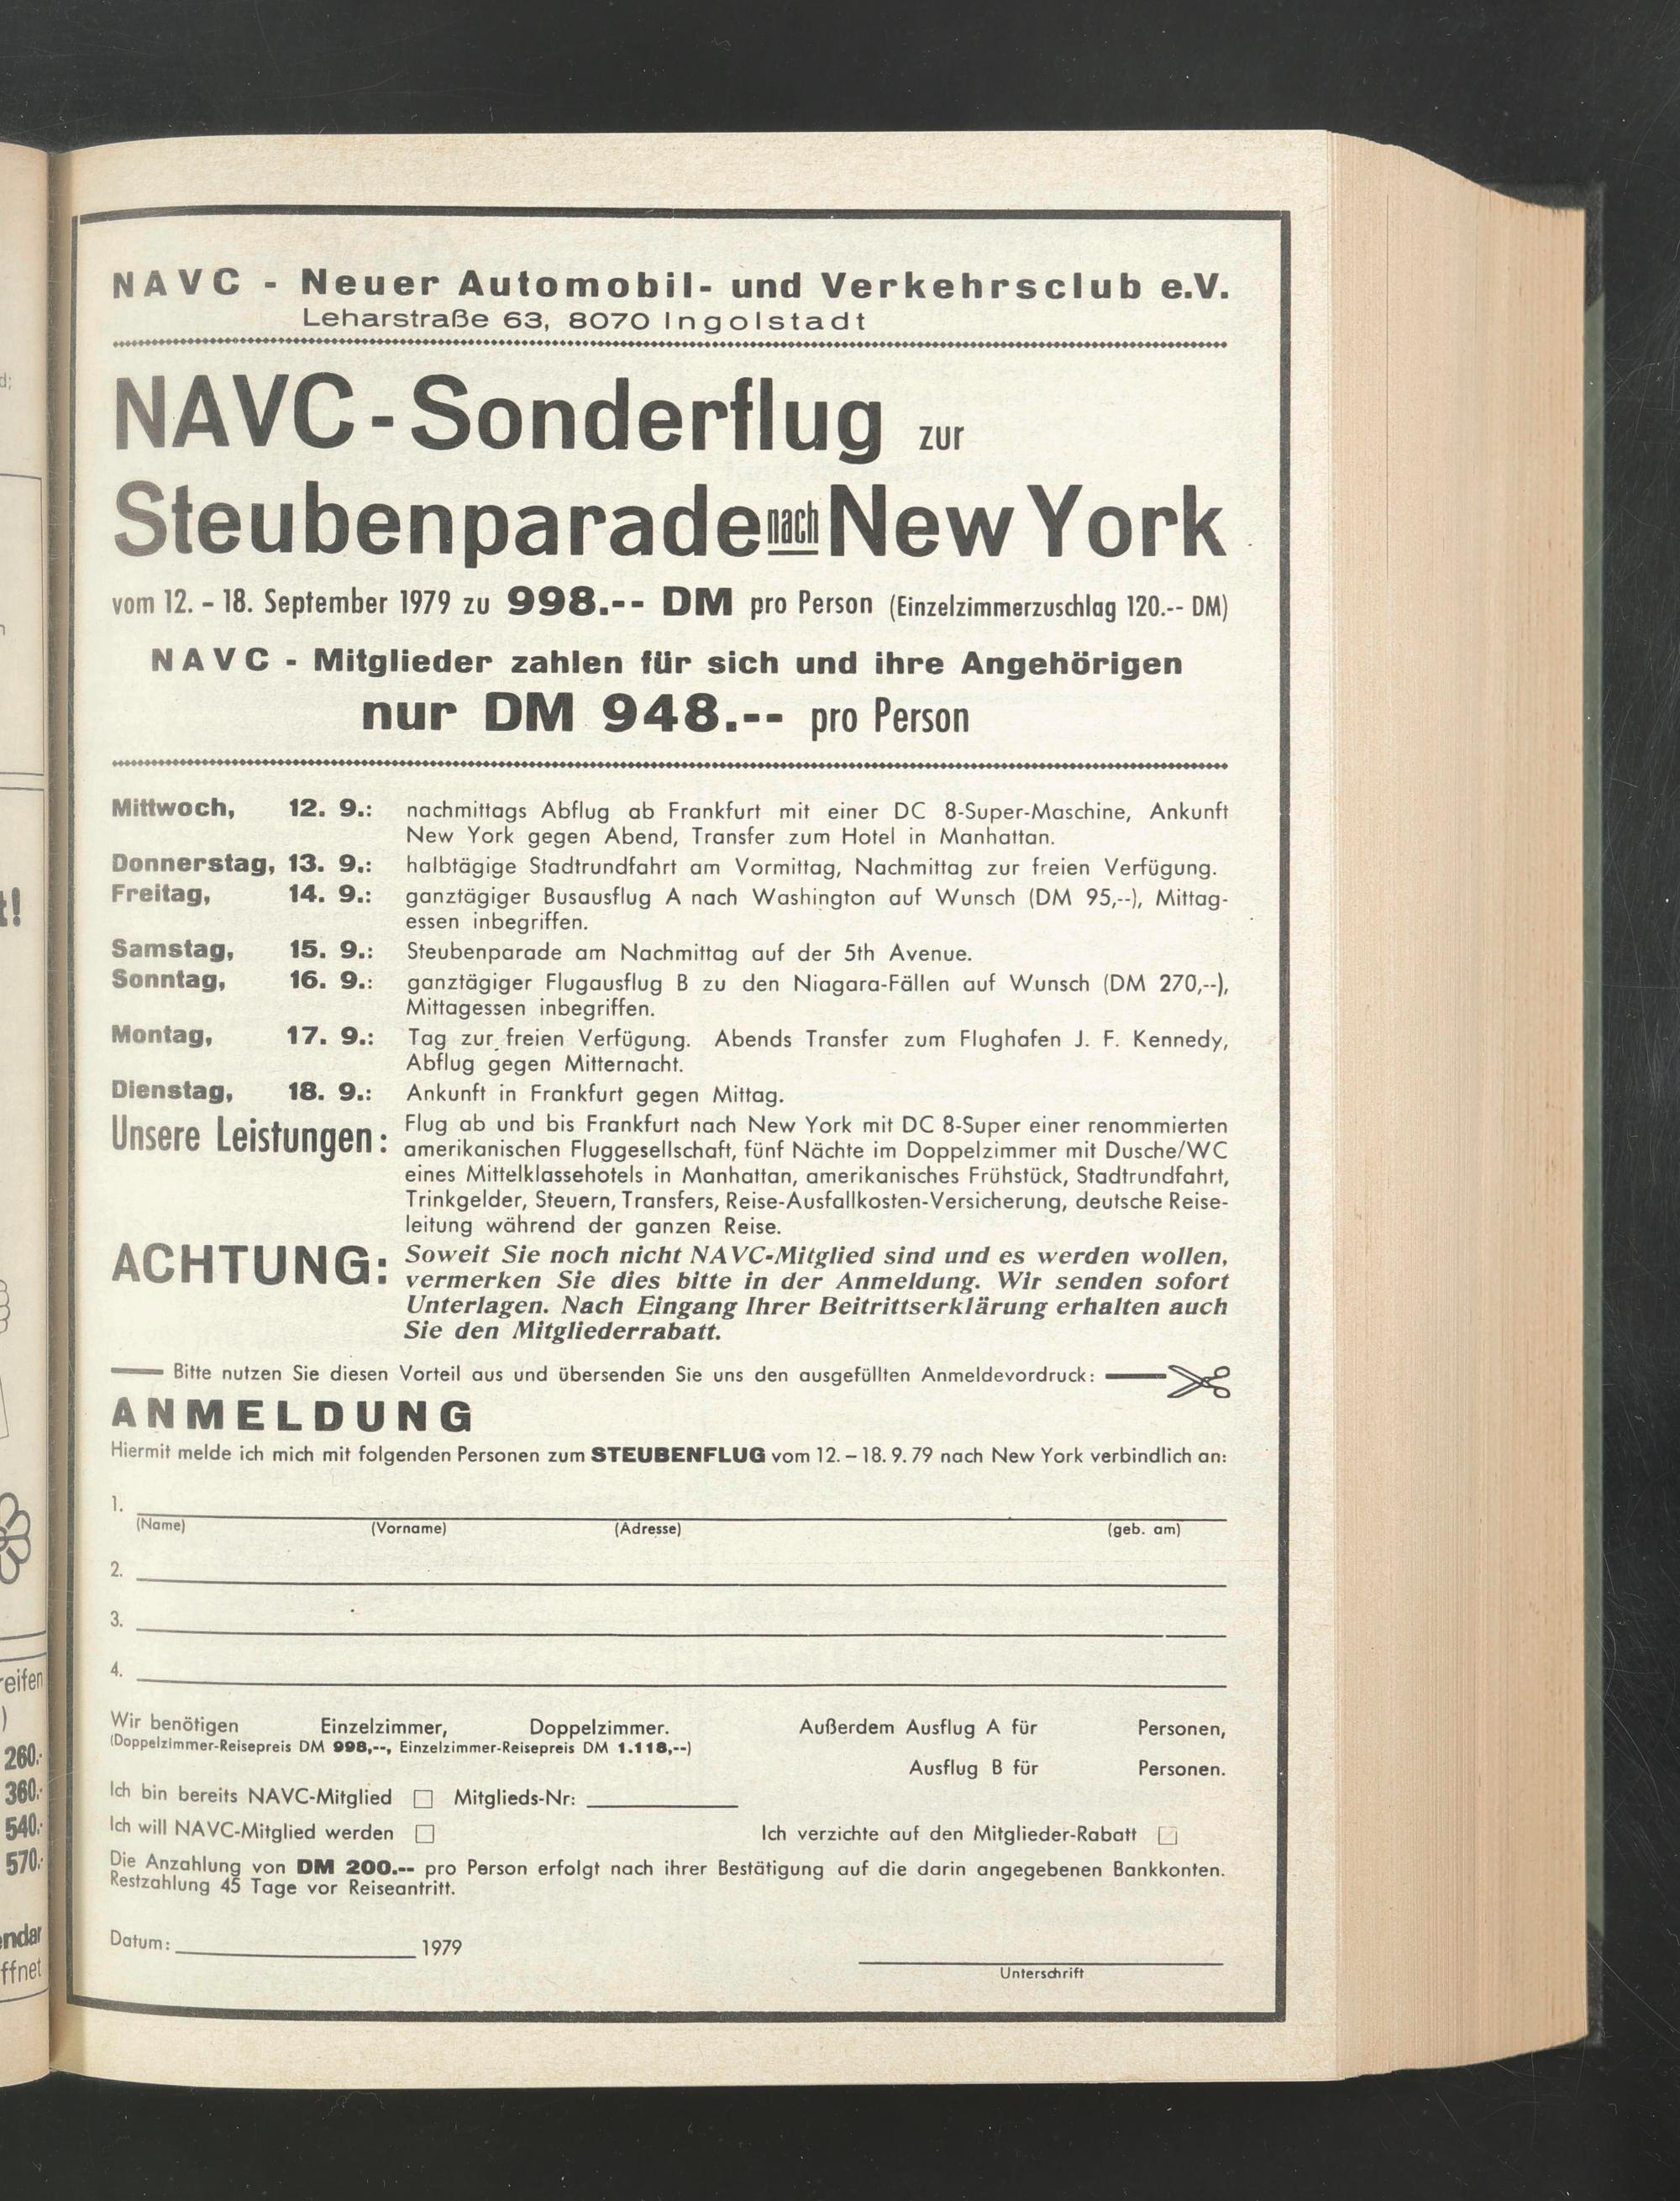 NAVC - Neuer Automobil- und Verkehrsclub e.V.
Leharstraße 63, 8070 Ingolstadt
NAVC-Sonderflug zur
Steubenparade nach New York
vom 12. – 18. September 1979 zu 998.-- DM pro Person (Einzelzimmerzuschlag 120.-- DM)
NAVC - Mitglieder zahlen für sich und ihre Angehörigen
nur DM 948.-- pro Person
Mittwoch, 12. 9.: nachmittags Abflug ab Frankfurt mit einer DC 8-Super-Maschine, Ankunft
New York gegen Abend, Transfer zum Hotel in Manhattan.
Donnerstag, 13. 9.: halbtägige Stadtrundfahrt am Vormittag, Nachmittag zur freien Verfügung.
Freitag, 14. 9.: ganztägiger Busausflug A nach Washington auf Wunsch (DM 95,--), Mittag-
essen inbegriffen.
Samstag, 15. 9.: Steubenparade am Nachmittag auf der 5th Avenue.
Sonntag, 16. 9.: ganztägiger Flugausflug B zu den Niagara-Fällen auf Wunsch (DM 270,--),
Mittagessen inbegriffen.
Montag, 17. 9.: Tag zur freien Verfügung. Abends Transfer zum Flughafen J. F. Kennedy,
Abflug gegen Mitternacht.
Dienstag, 18. 9.: Ankunft in Frankfurt gegen Mittag.
Unsere Leistungen: Flug ab und bis Frankfurt nach New York mit DC 8-Super einer renommierten
amerikanischen Fluggesellschaft, fünf Nächte im Doppelzimmer mit Dusche/WC
eines Mittelklassehotels in Manhattan, amerikanisches Frühstück, Stadtrundfahrt,
Trinkgelder, Steuern, Transfers, Reise-Ausfallkosten-Versicherung, deutsche Reise-
leitung während der ganzen Reise.
ACHTUNG: Soweit Sie noch nicht NAVC-Mitglied sind und es werden wollen,
vermerken Sie dies bitte in der Anmeldung. Wir senden sofort
Unterlagen. Nach Eingang Ihrer Beitrittserklärung erhalten auch
Sie den Mitgliederrabatt.
Bitte nutzen Sie diesen Vorteil aus und übersenden Sie uns den ausgefüllten Anmeldevordruck:
ANMELDUNG
Hiermit melde ich mich mit folgenden Personen zum STEUBENFLUG vom 12. – 18. 9. 79 nach New York verbindlich an:
1.
(Name) (Vorname) (Adresse) (geb. am)
2.
3.
4.
Wir benötigen Einzelzimmer, Doppelzimmer. Außerdem Ausflug A für Personen,
(Doppelzimmer-Reisepreis DM 998,--, Einzelzimmer-Reisepreis DM 1.118,--)
Ausflug B für Personen.
Ich bin bereits NAVC-Mitglied □ Mitglieds-Nr:
Ich will NAVC-Mitglied werden □ Ich verzichte auf den Mitglieder-Rabatt □
Die Anzahlung von DM 200.-- pro Person erfolgt nach ihrer Bestätigung auf die darin angegebenen Bankkonten.
Restzahlung 45 Tage vor Reiseantritt.
Datum: 1979
Unterschrift
260.-
360.-
540.-
570.-